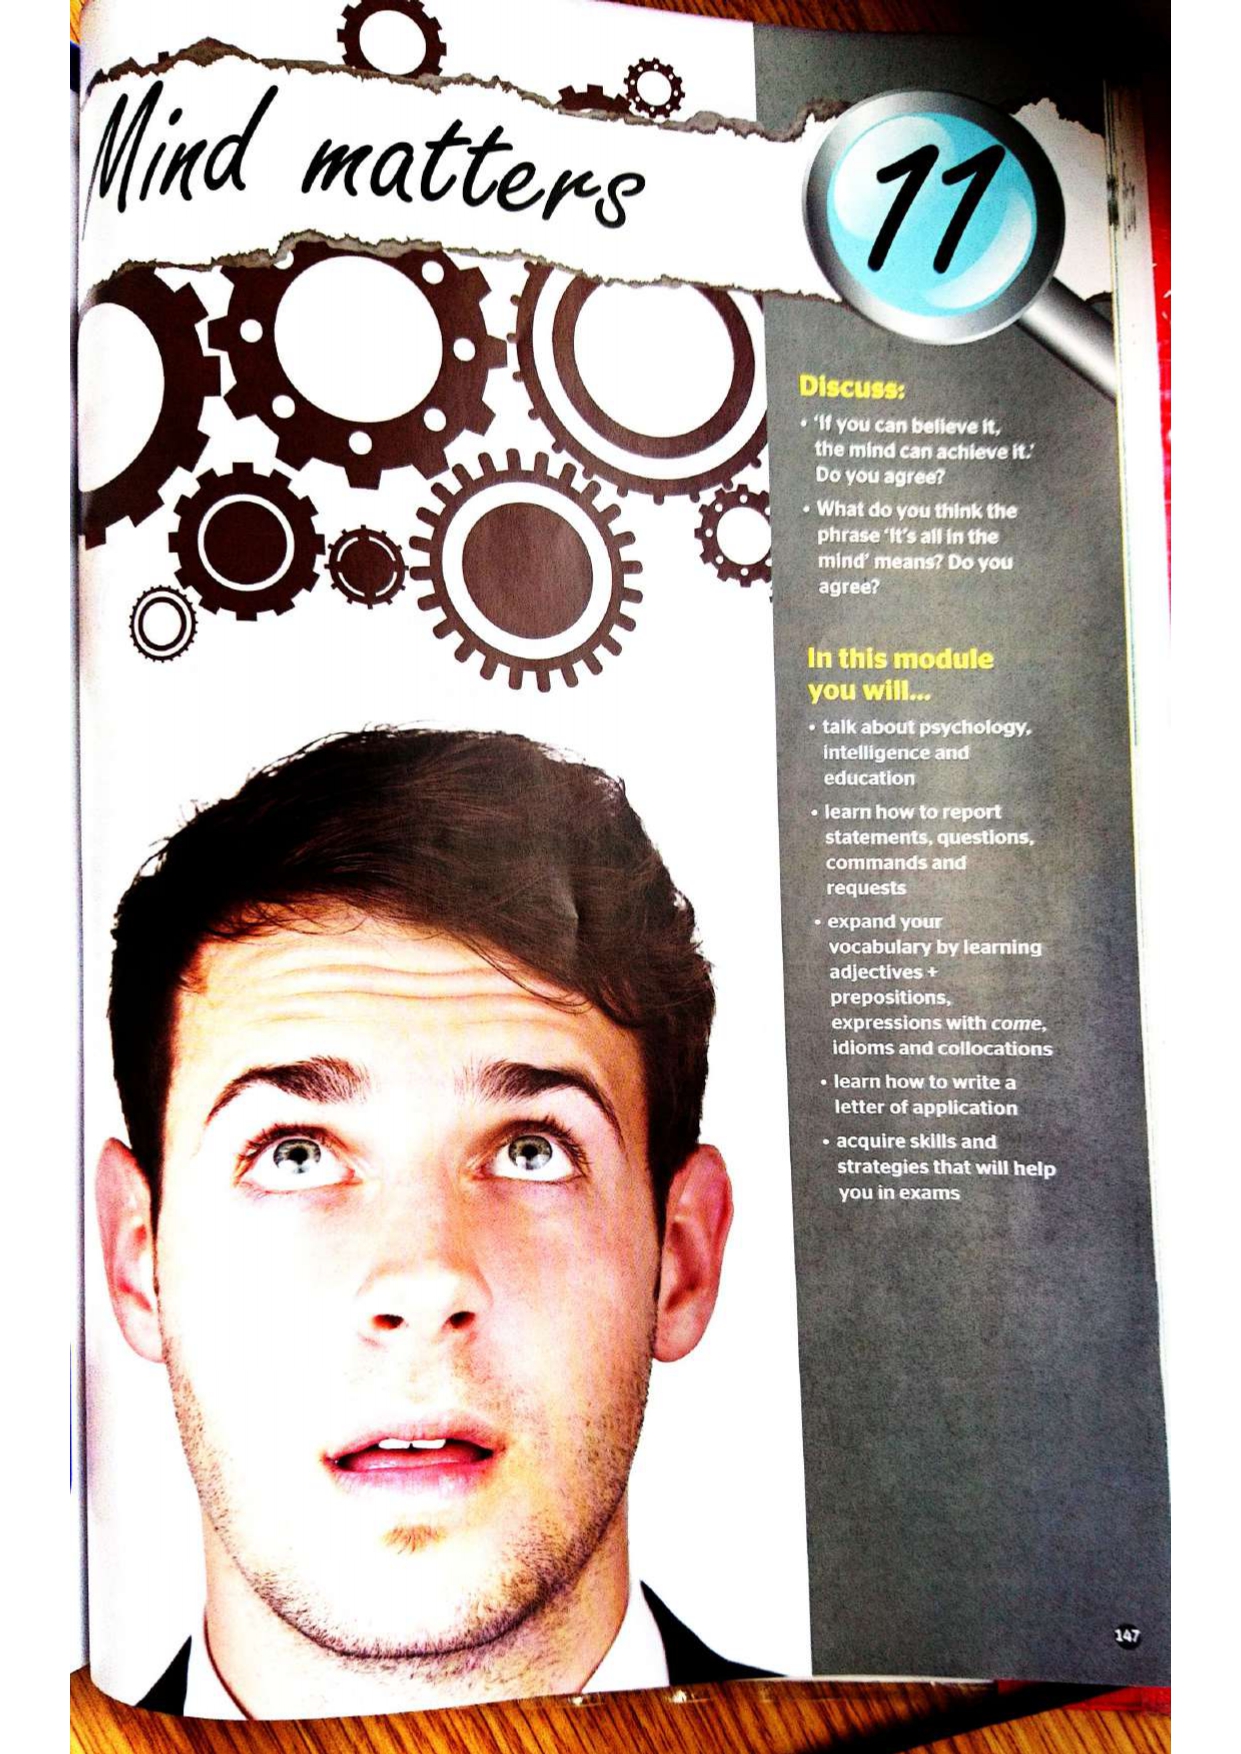 Mind matters
11
Discuss:
• 'If you can believe it,
the mind can achieve it.'
Do you agree?
• What do you think the
phrase 'It's all in the
mind' means? Do you
agree?
In this module
you will...
• talk about psychology,
intelligence and
education
• learn how to report
statements, questions,
commands and
requests
• expand your
vocabulary by learning
adjectives +
prepositions,
expressions with come,
idioms and collocations
• learn how to write a
letter of application
• acquire skills and
strategies that will help
you in exams
147